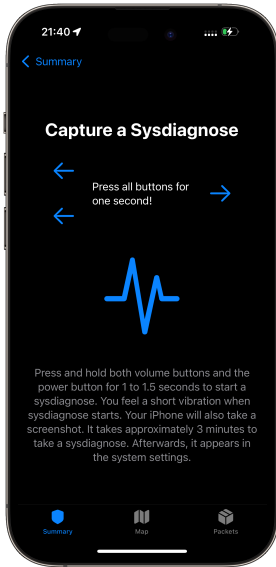 21:40
Summary
Capture a Sysdiagnose
Press all buttons for
one second!
Press and hold both volume buttons and the
power button for 1 to 1.5 seconds to start a
sysdiagnose. You feel a short vibration when
sysdiagnose starts. Your iPhone will also take a
screenshot. It takes approximately 3 minutes to
take a sysdiagnose. Afterwards, it appears in
the system settings.
Summary
Map
Packets